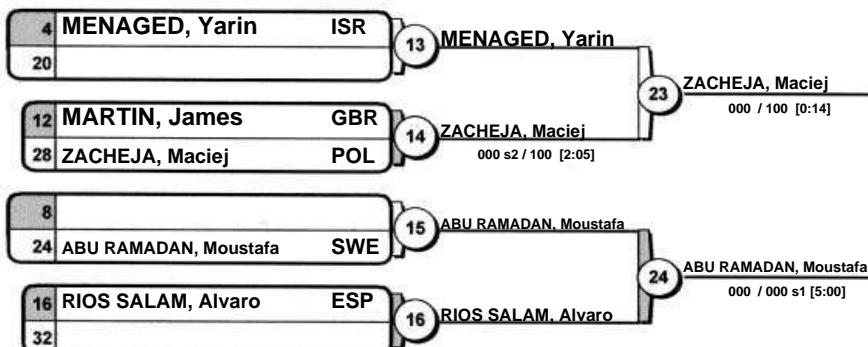 4 MENAGED, Yarin ISR
20
13 MENAGED, Yarin
12 MARTIN, James GBR
28 ZACHEJA, Maciej POL
14 ZACHEJA, Maciej
000 s2 / 100 [2:05]
23 ZACHEJA, Maciej
000 / 100 [0:14]
8
24 ABU RAMADAN, Moustafa SWE
15 ABU RAMADAN, Moustafa
16 RIOS SALAM, Alvaro ESP
32
16 RIOS SALAM, Alvaro
24 ABU RAMADAN, Moustafa
000 / 000 s1 [5:00]